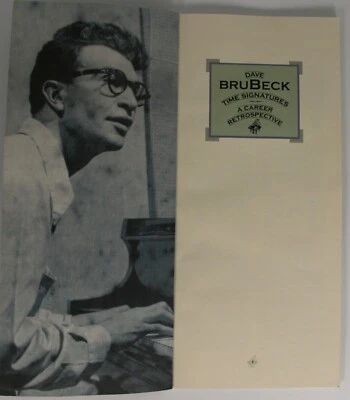 DAVE
BRUBECK
TIME SIGNATURES
A CAREER
RETROSPECTIVE